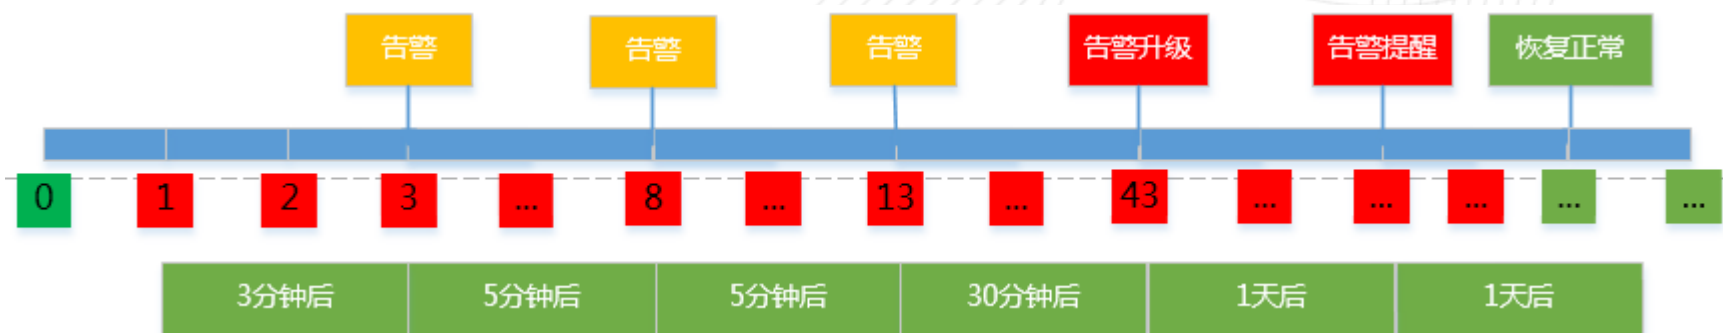 告警 告警 告警 告警升级 告警提醒 恢复正常
0 1 2 3 ... 8 ... 13 ... 43 ... ... ... ... ...
3分钟后 5分钟后 5分钟后 30分钟后 1天后 1天后